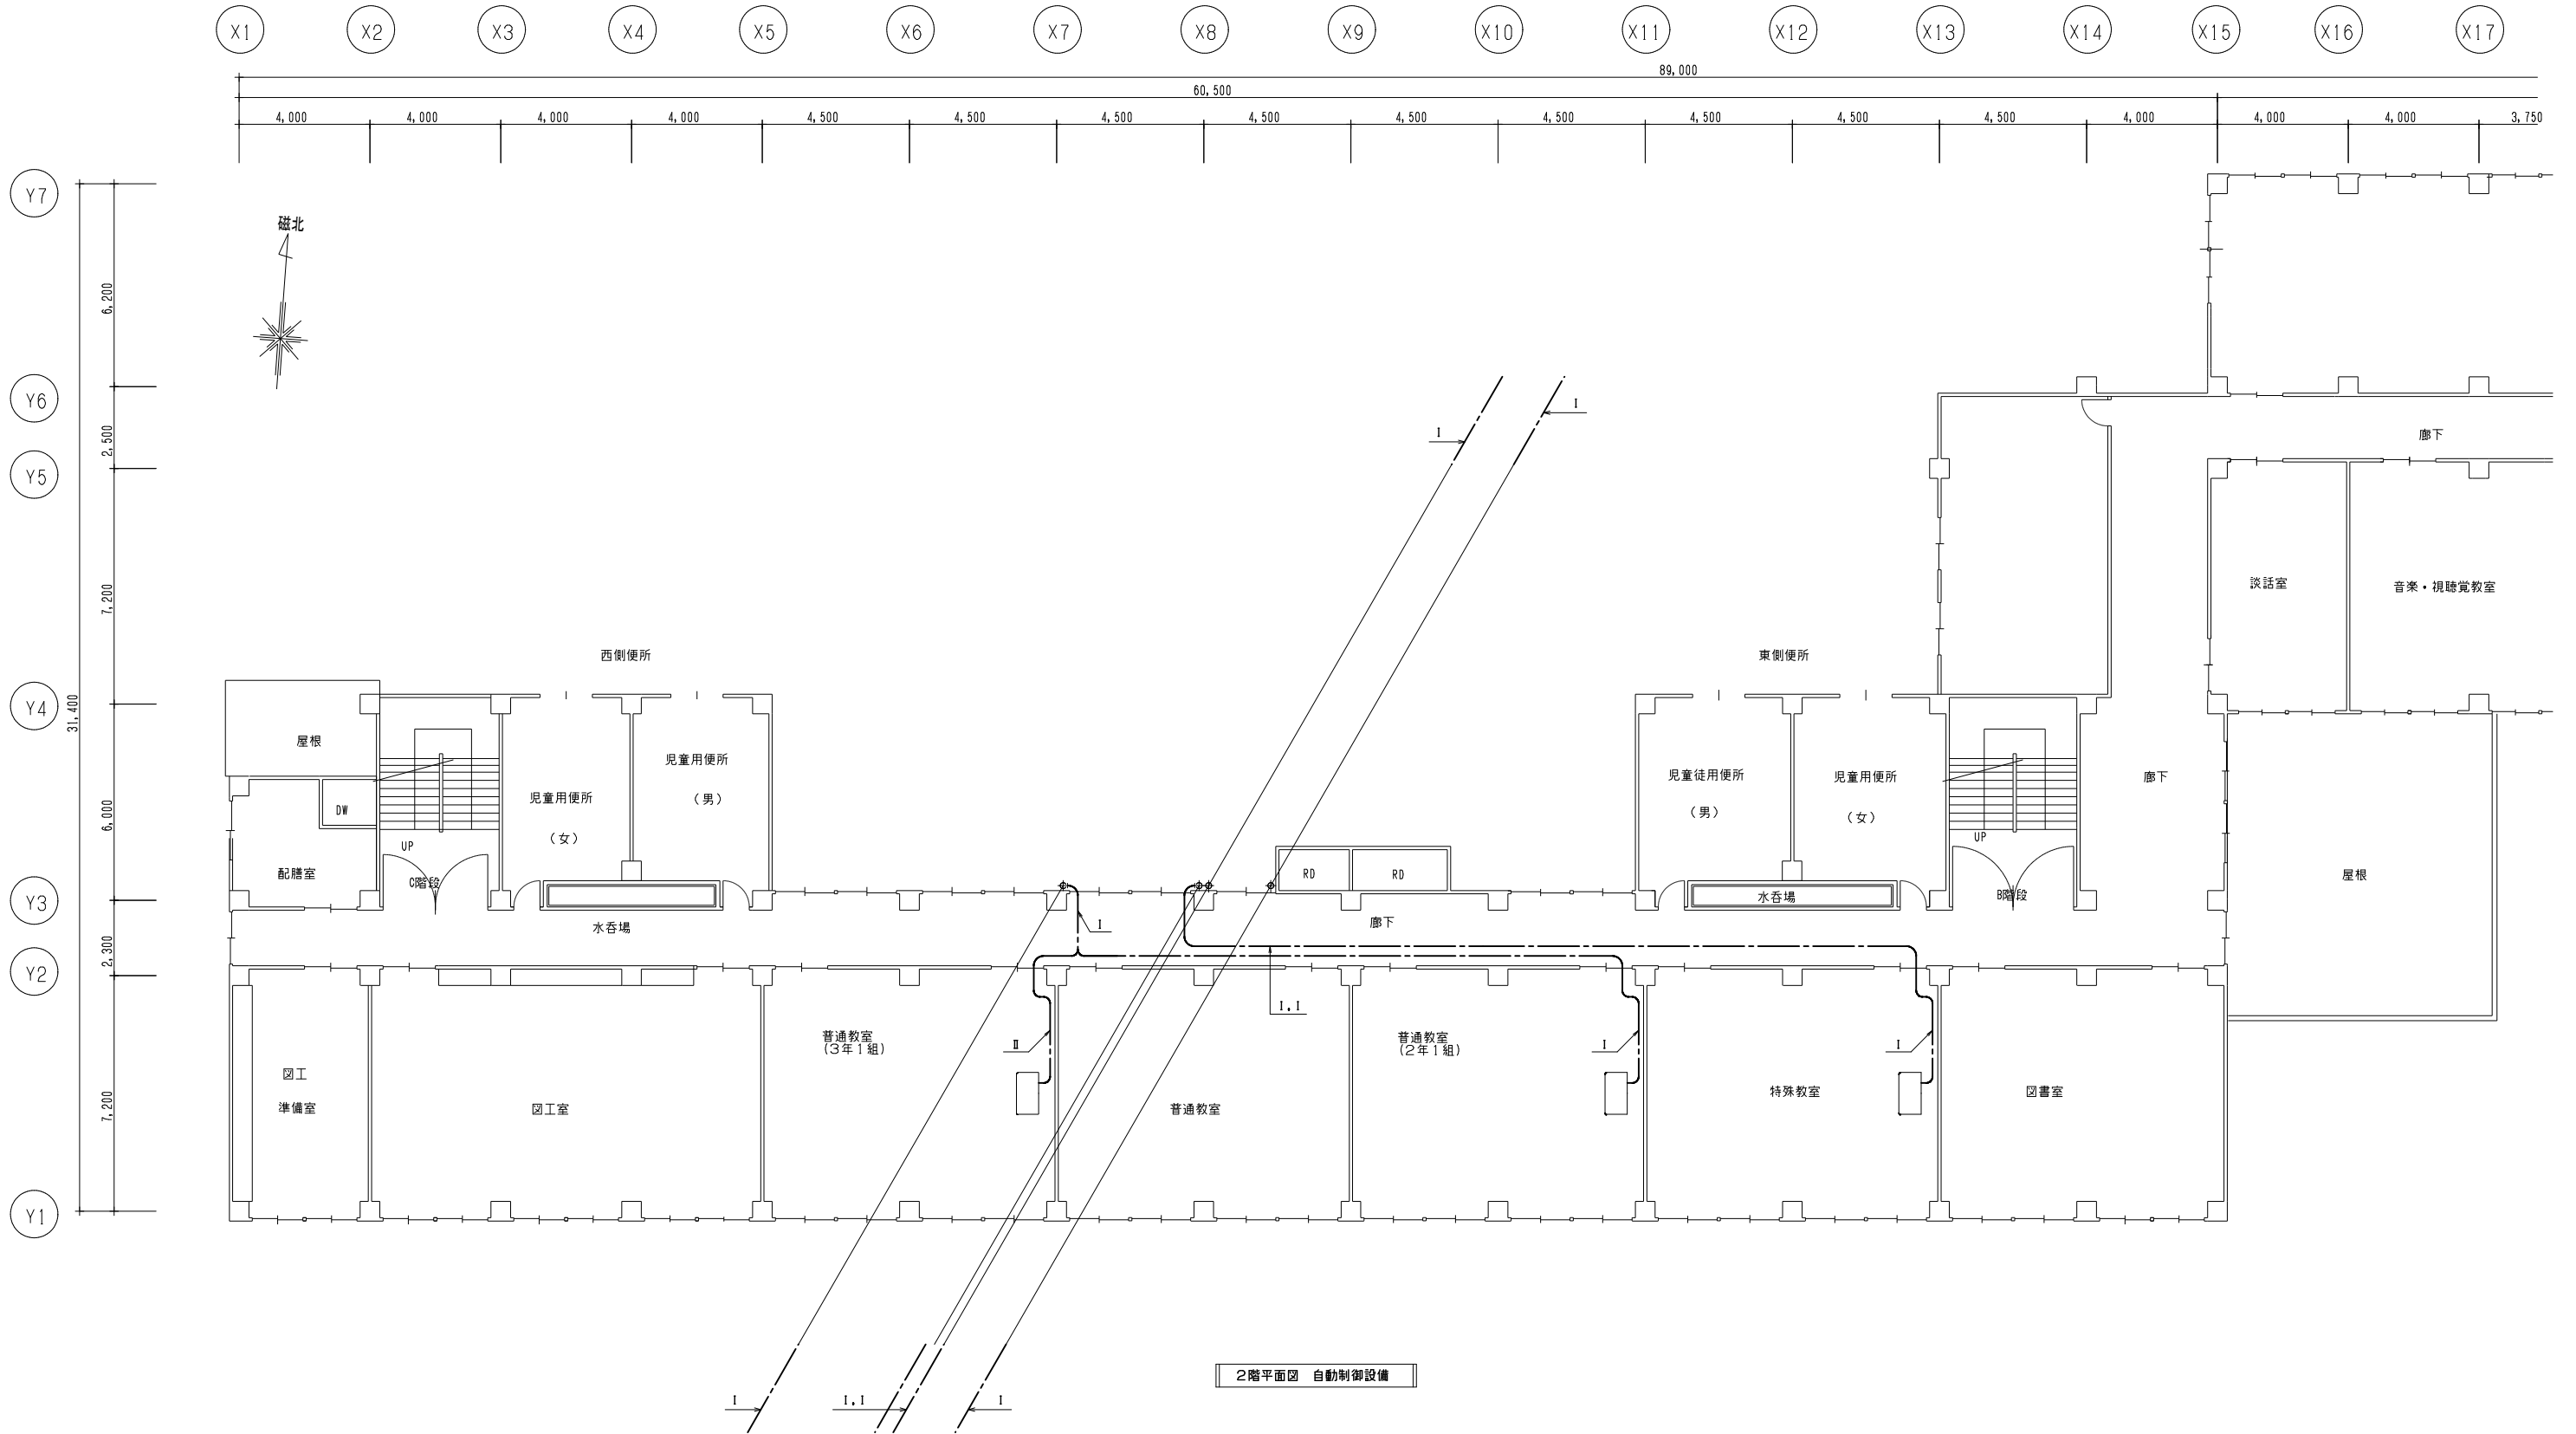 X1 X2 X3 X4 X5 X6 X7 X8 X9 X10 X11 X12 X13 X14 X15 X16 X17
89,000
60,500
4,000 4,000 4,000 4,000 4,500 4,500 4,500 4,500 4,500 4,500 4,500 4,500 4,500 4,000 4,000 4,000 3,750
Y7
磁北
6,200
Y6
I
I
2,500
廊下
Y5
7,200
談話室
音楽・視聴覚教室
西側便所
東側便所
Y4
31,400
屋根
児童用便所
(男)
児童用便所
(女)
DW
UP
6,000
配膳室
C階段
児童徒用便所
(男)
児童用便所
(女)
廊下
UP
RD
RD
水呑場
B階段
屋根
Y3
水呑場
I
廊下
2,300
Y2
I,I
普通教室
(3年1組)
II
普通教室
(2年1組)
I
I
図工
準備室
図工室
普通教室
特殊教室
図書室
7,200
Y1
2階平面図 自動制御設備
I
I,I
I